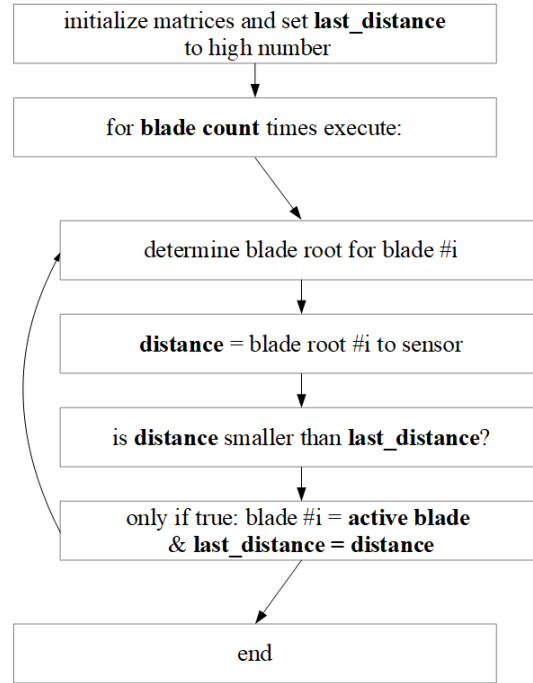 initialize matrices and set last_distance
to high number
for blade count times execute:
determine blade root for blade #i
distance = blade root #i to sensor
is distance smaller than last_distance?
only if true: blade #i = active blade
& last_distance = distance
end